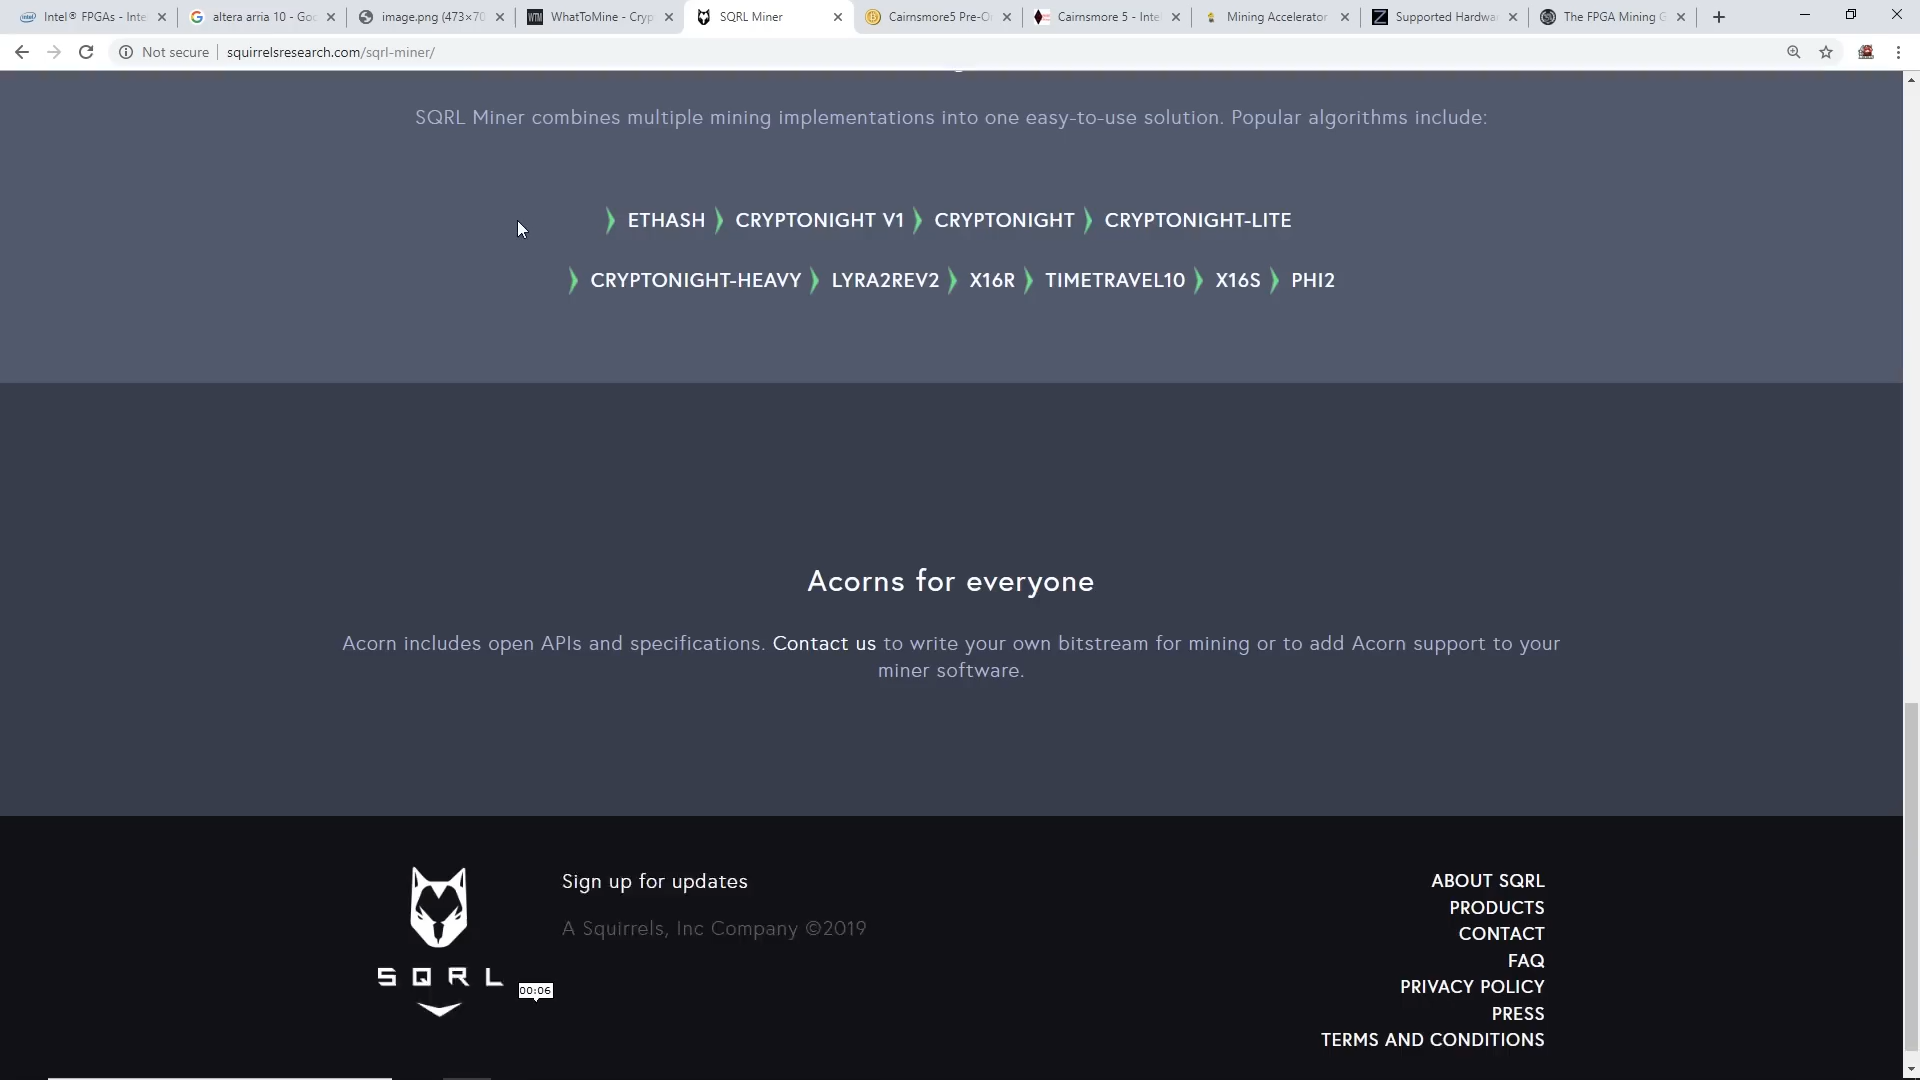 Intel® FPGAs - Inte
altera arria 10 - Goo
image.png (473×70
WhatToMine - Cryp
SQRL Miner
Cairnsmore5 Pre-O
Cairnsmore 5 - Inte
Mining Accelerator
Supported Hardwa
The FPGA Mining G
Not secure
squirrelsresearch.com/sqrl-miner/
SQRL Miner combines multiple mining implementations into one easy-to-use solution. Popular algorithms include:
ETHASH CRYPTONIGHT V1 CRYPTONIGHT CRYPTONIGHT-LITE
CRYPTONIGHT-HEAVY LYRA2REV2 X16R TIMETRAVEL10 X16S PHI2
Acorns for everyone
Acorn includes open APIs and specifications. Contact us to write your own bitstream for mining or to add Acorn support to your
miner software.
SQRL
Sign up for updates
A Squirrels, Inc Company ©2019
00:06
ABOUT SQRL
PRODUCTS
CONTACT
FAQ
PRIVACY POLICY
PRESS
TERMS AND CONDITIONS